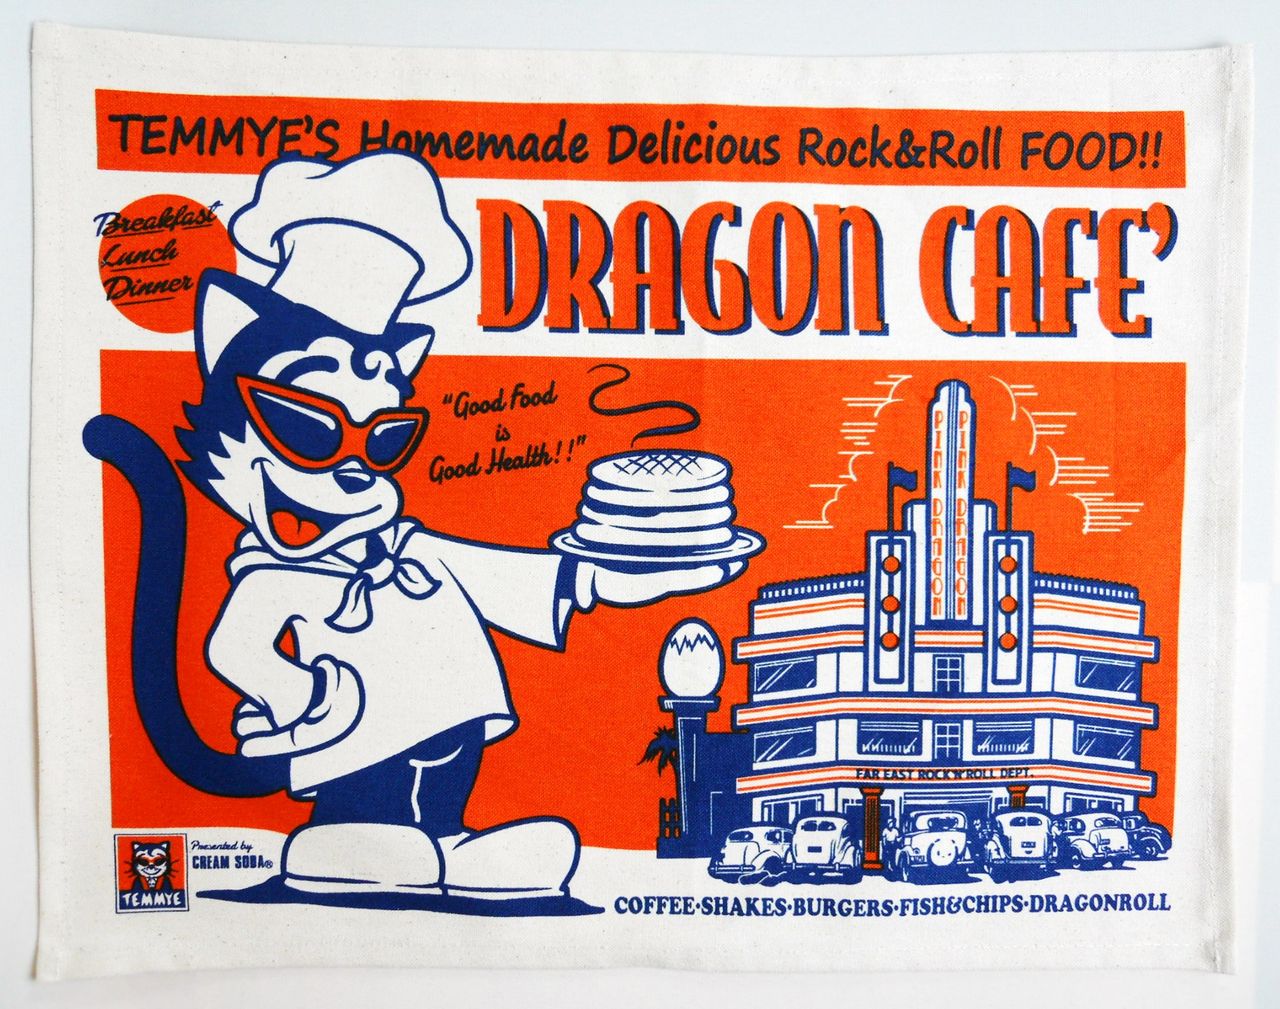 TEMMYE'S Homemade Delicious Rock&Roll FOOD!!
Breakfast
Lunch
Dinner
DRAGON CAFE'
"Good Food
is
Good Health!!"
PINK DRAGON
PINK DRAGON
FAR EAST ROCK'N'ROLL DEPT.
Presented by
CREAM SODA®
TEMMYE
COFFEE·SHAKES·BURGERS·FISH&CHIPS·DRAGONROLL